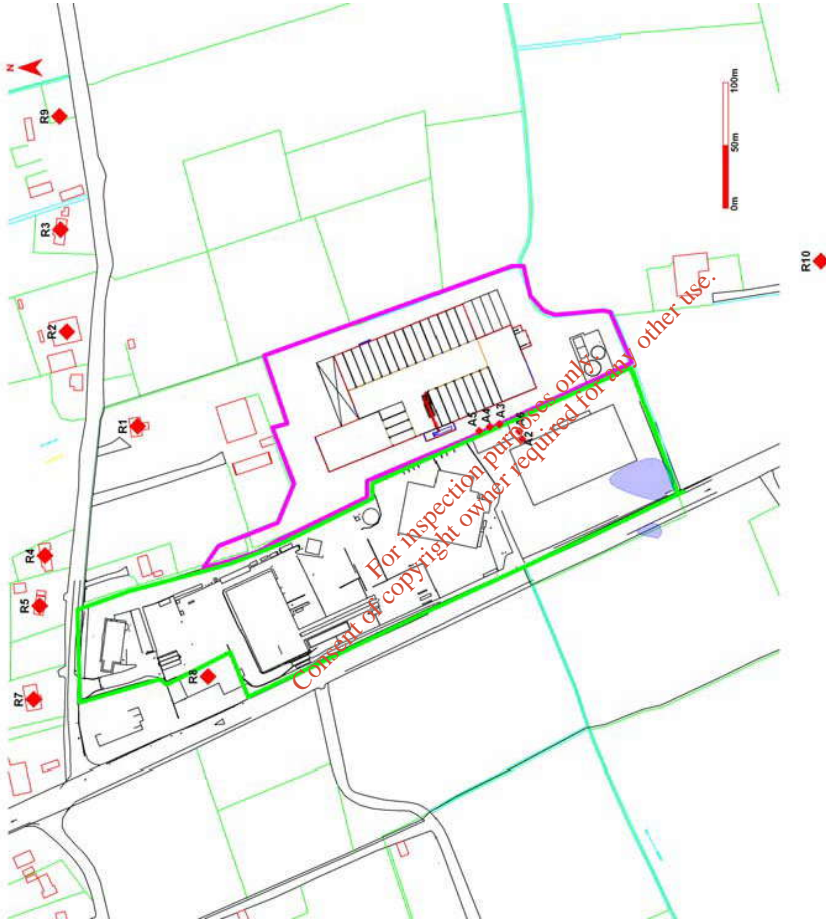 N
R9
R3
R2
R1
R4
R5
R7
R8
R10
A5
A4
A3
A6
A2
0m
50m
100m
For inspection purposes only.
Consent of copyright owner required for any other use.